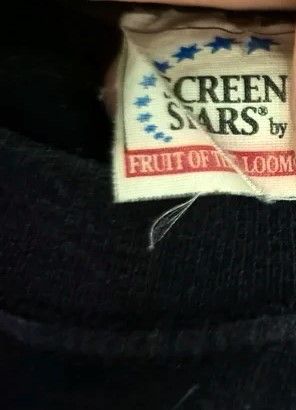 SCREEN
STARS® by
FRUIT OF THE LOOM